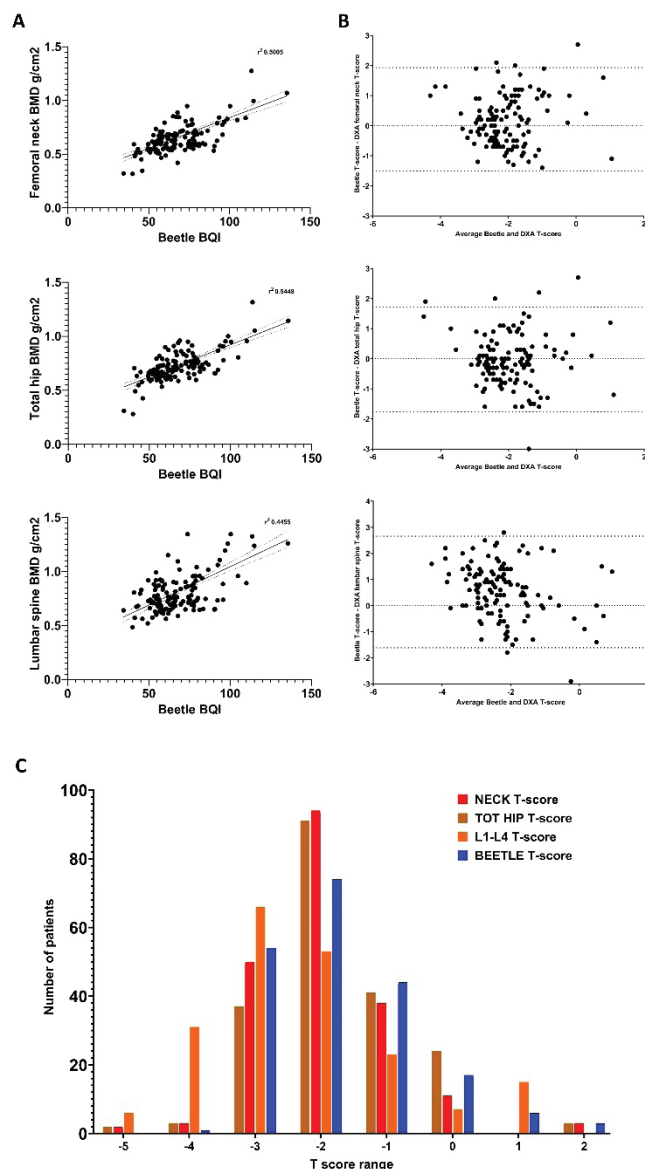 A
B
r² 0.5005
Femoral neck BMD g/cm2
1.5
1.0
0.5
0.0
0 50 100 150
Beetle BQI
Beetle T-score - DXA femoral neck T-score
3
2
1
0
-1
-2
-3
-6 -4 -2 0 2
Average Beetle and DXA T-score
r² 0.5448
Total hip BMD g/cm2
1.5
1.0
0.5
0.0
0 50 100 150
Beetle BQI
Beetle T-score - DXA total hip T-score
3
2
1
0
-1
-2
-3
-6 -4 -2 0 2
Average Beetle and DXA T-score
r² 0.4455
Lumbar spine BMD g/cm2
1.5
1.0
0.5
0.0
0 50 100 150
Beetle BQI
Beetle T-score - DXA lumbar spine T-score
4
3
2
1
0
-1
-2
-3
-6 -4 -2 0
Average Beetle and DXA T-score
C
NECK T-score
TOT HIP T-score
L1-L4 T-score
BEETLE T-score
Number of patients
100
80
60
40
20
0
-5 -4 -3 -2 -1 0 1 2
T score range